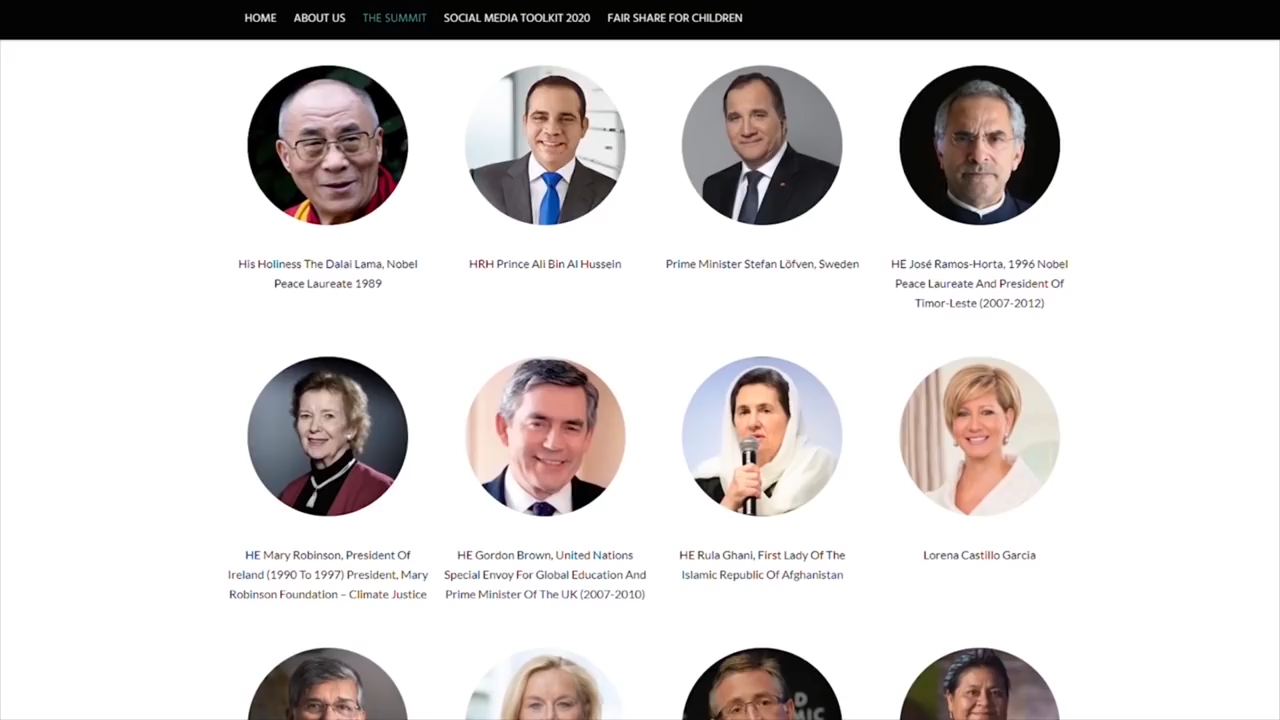 HOME ABOUT US THE SUMMIT SOCIAL MEDIA TOOLKIT 2020 FAIR SHARE FOR CHILDREN
His Holiness The Dalai Lama, Nobel
Peace Laureate 1989
HRH Prince Ali Bin Al Hussein
Prime Minister Stefan Löfven, Sweden
HE José Ramos-Horta, 1996 Nobel
Peace Laureate And President Of
Timor-Leste (2007-2012)
HE Mary Robinson, President Of
Ireland (1990 To 1997) President, Mary
Robinson Foundation – Climate Justice
HE Gordon Brown, United Nations
Special Envoy For Global Education And
Prime Minister Of The UK (2007-2010)
HE Rula Ghani, First Lady Of The
Islamic Republic Of Afghanistan
Lorena Castillo Garcia